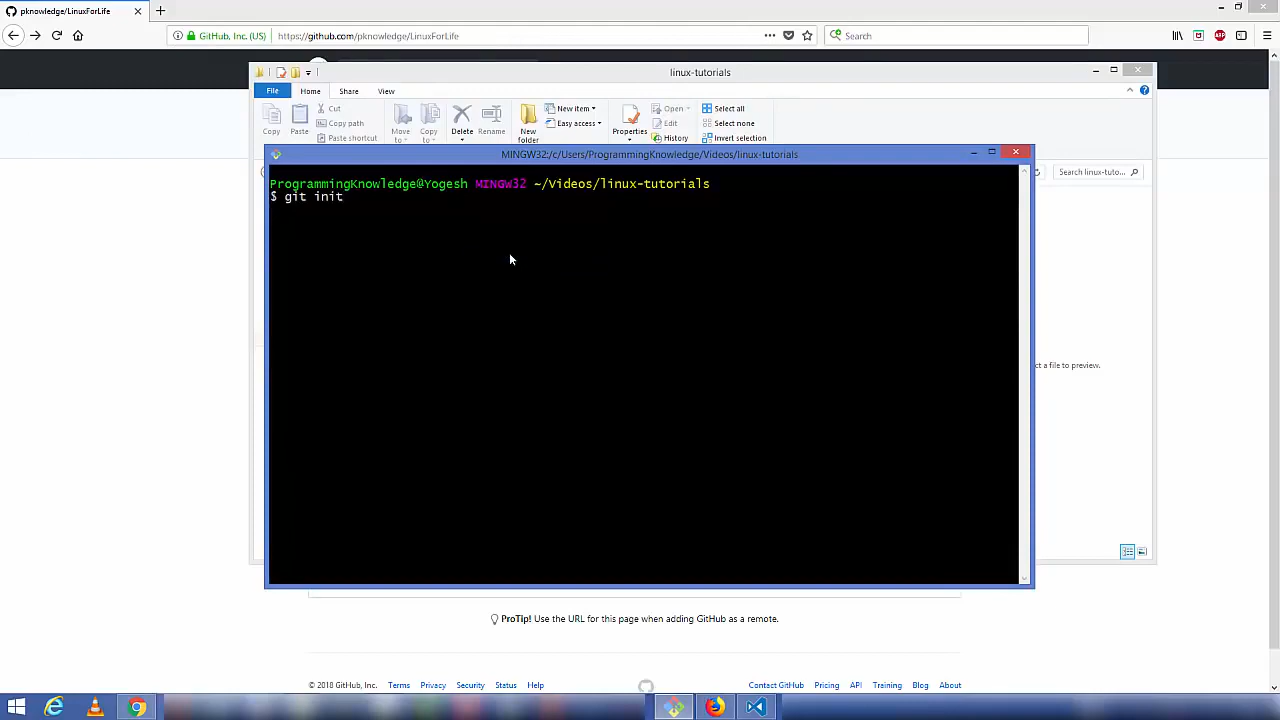 pknowledge/LinuxForLife
GitHub, Inc. (US)
https://github.com/pknowledge/LinuxForLife
Search
linux-tutorials
File Home Share View
Copy
Paste
Cut
Copy path
Paste shortcut
Move to
Copy to
Delete
Rename
New folder
New item
Easy access
Properties
Open
Edit
History
Select all
Select none
Invert selection
MINGW32:/c/Users/ProgrammingKnowledge/Videos/linux-tutorials
Search linux-tuto...
ProgrammingKnowledge@Yogesh MINGW32 ~/Videos/linux-tutorials
$ git init
ct a file to preview.
ProTip! Use the URL for this page when adding GitHub as a remote.
© 2018 GitHub, Inc. Terms Privacy Security Status Help
Contact GitHub Pricing API Training Blog About